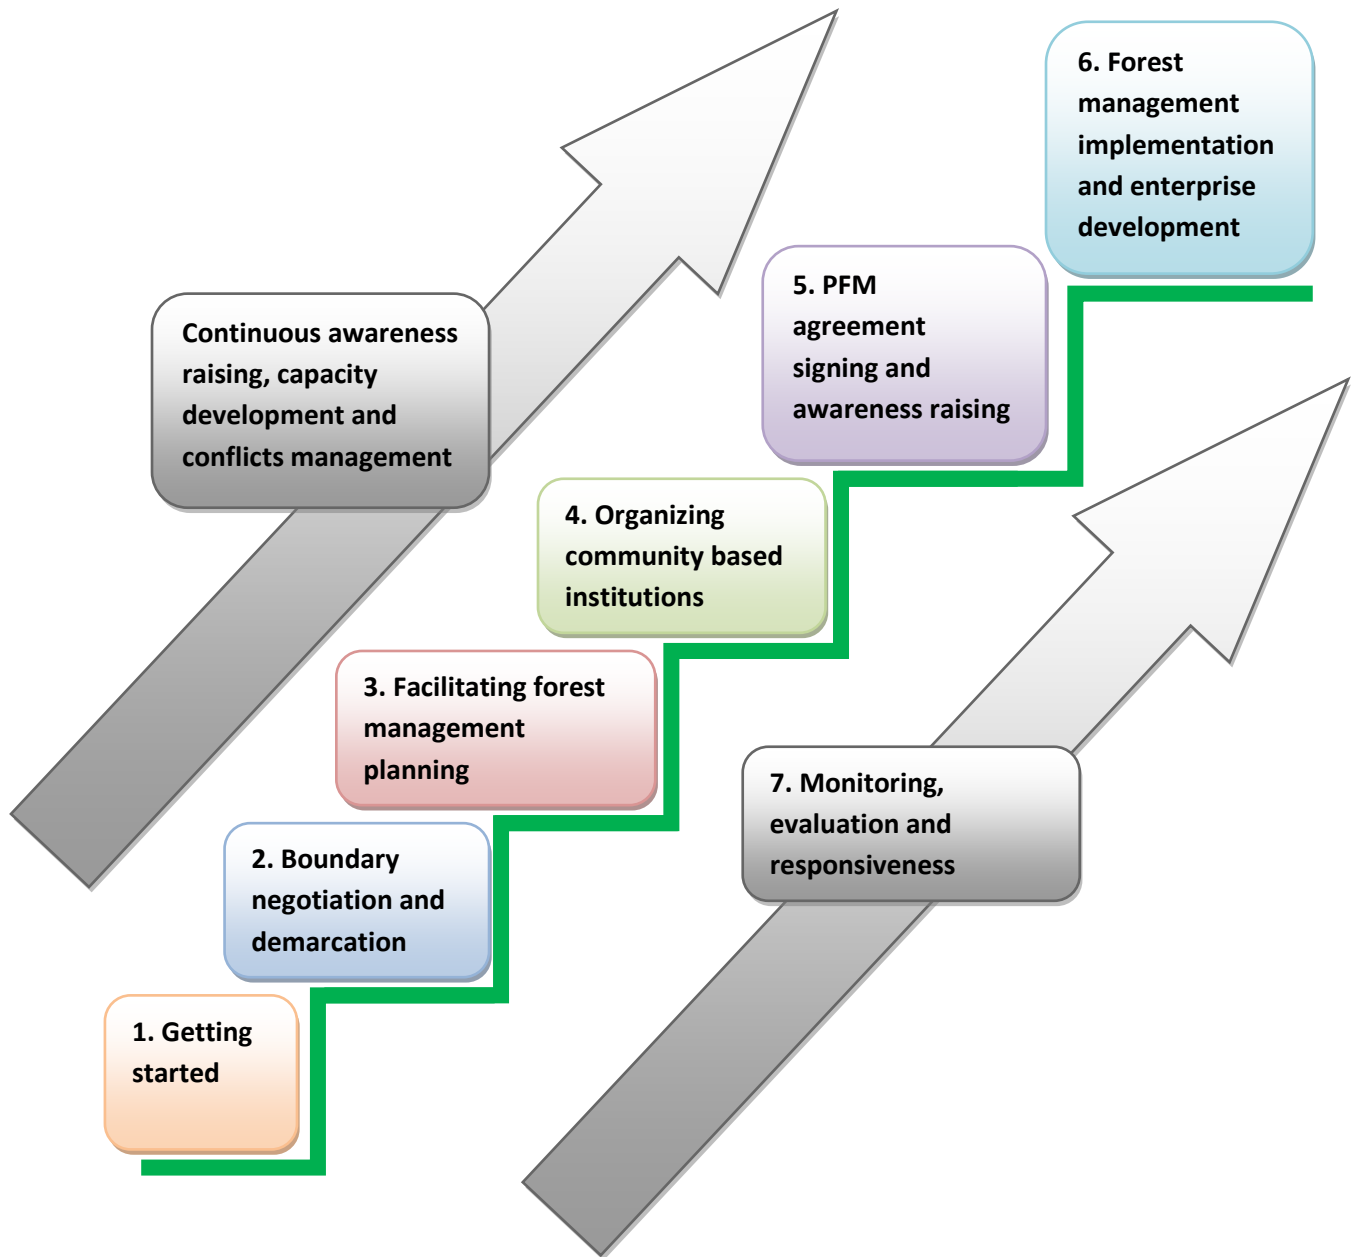 6. Forest
management
implementation
and enterprise
development
5. PFM
agreement
signing and
awareness raising
Continuous awareness
raising, capacity
development and
conflicts management
4. Organizing
community based
institutions
3. Facilitating forest
management
planning
7. Monitoring,
evaluation and
responsiveness
2. Boundary
negotiation and
demarcation
1. Getting
started